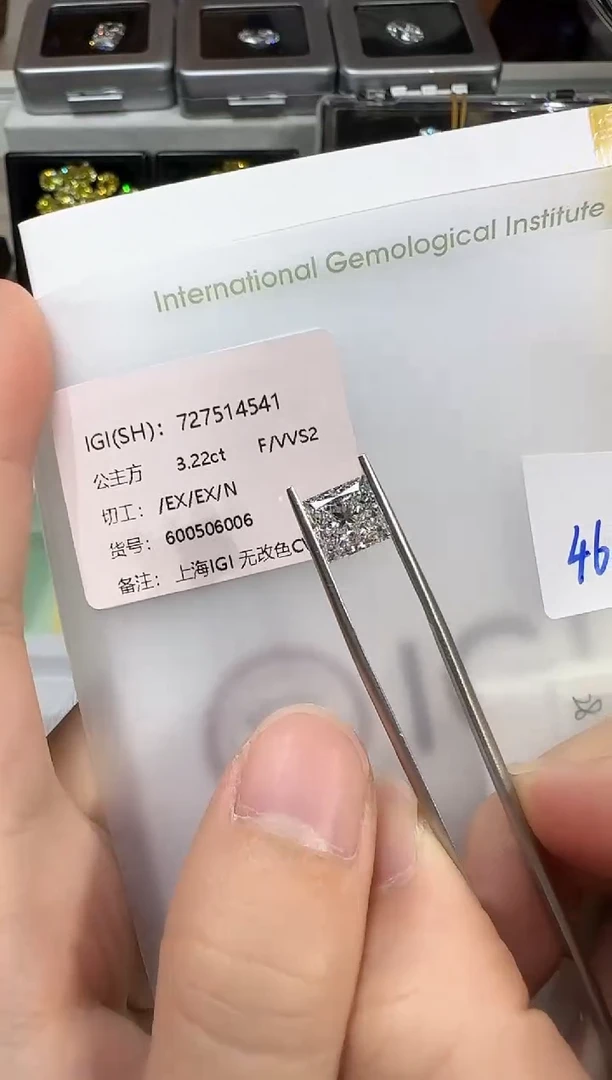 International Gemological Institute
IGI(SH): 727514541
公主方 3.22ct F/VVS2
切工: /EX/EX/N
货号: 600506006
备注: 上海IGI 无改色
46